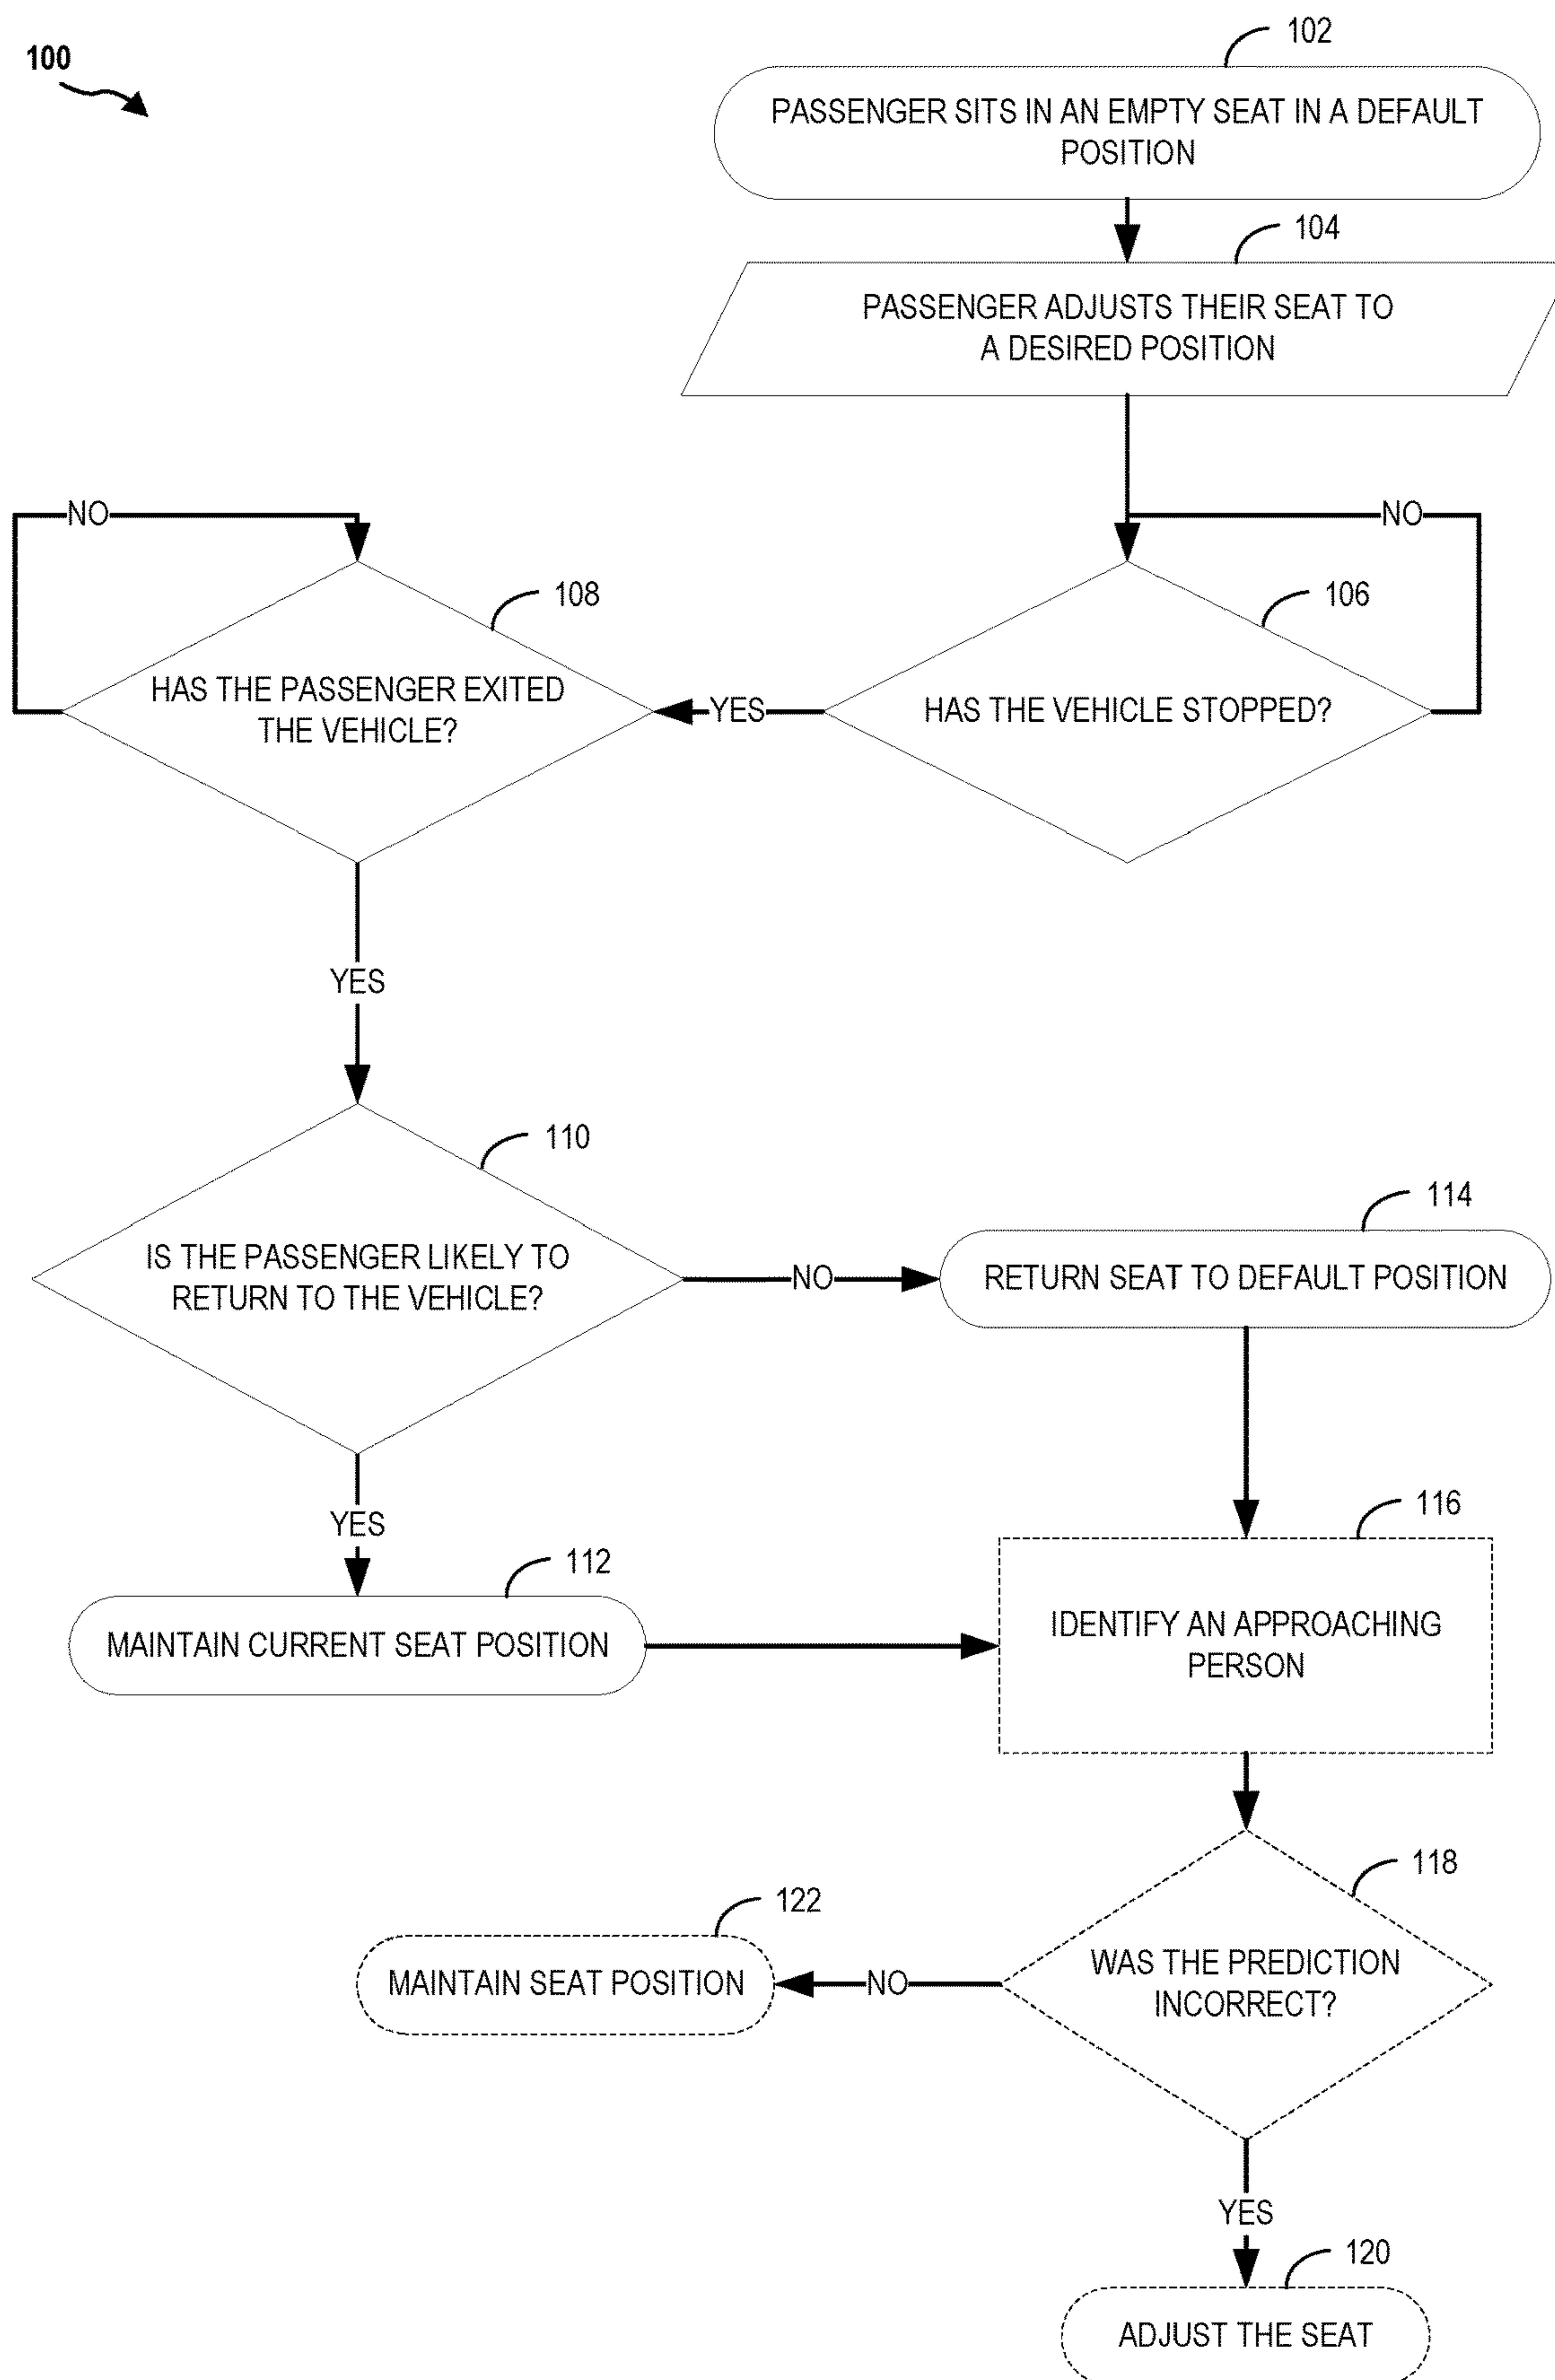 100
102
PASSENGER SITS IN AN EMPTY SEAT IN A DEFAULT
POSITION
104
PASSENGER ADJUSTS THEIR SEAT TO
A DESIRED POSITION
NO
NO
108
106
HAS THE PASSENGER EXITED
THE VEHICLE?
YES
HAS THE VEHICLE STOPPED?
YES
110
IS THE PASSENGER LIKELY TO
RETURN TO THE VEHICLE?
NO
114
RETURN SEAT TO DEFAULT POSITION
YES
112
MAINTAIN CURRENT SEAT POSITION
116
IDENTIFY AN APPROACHING
PERSON
118
WAS THE PREDICTION
INCORRECT?
NO
122
MAINTAIN SEAT POSITION
YES
120
ADJUST THE SEAT